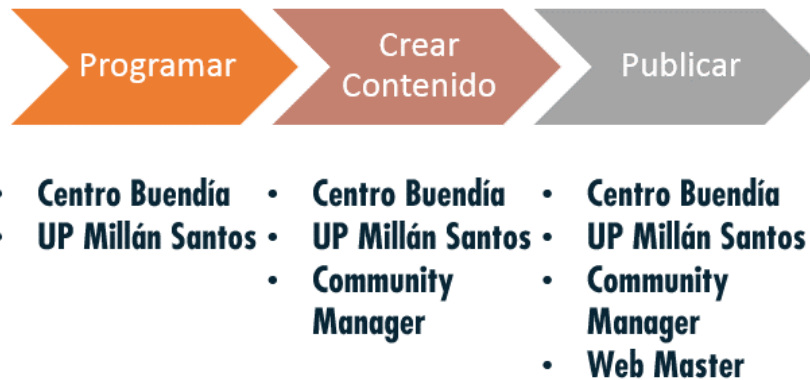 Programar
Crear
Contenido
Publicar
• Centro Buendía
• UP Millán Santos
• Centro Buendía
• UP Millán Santos
• Community
Manager
• Centro Buendía
• UP Millán Santos
• Community
Manager
• Web Master